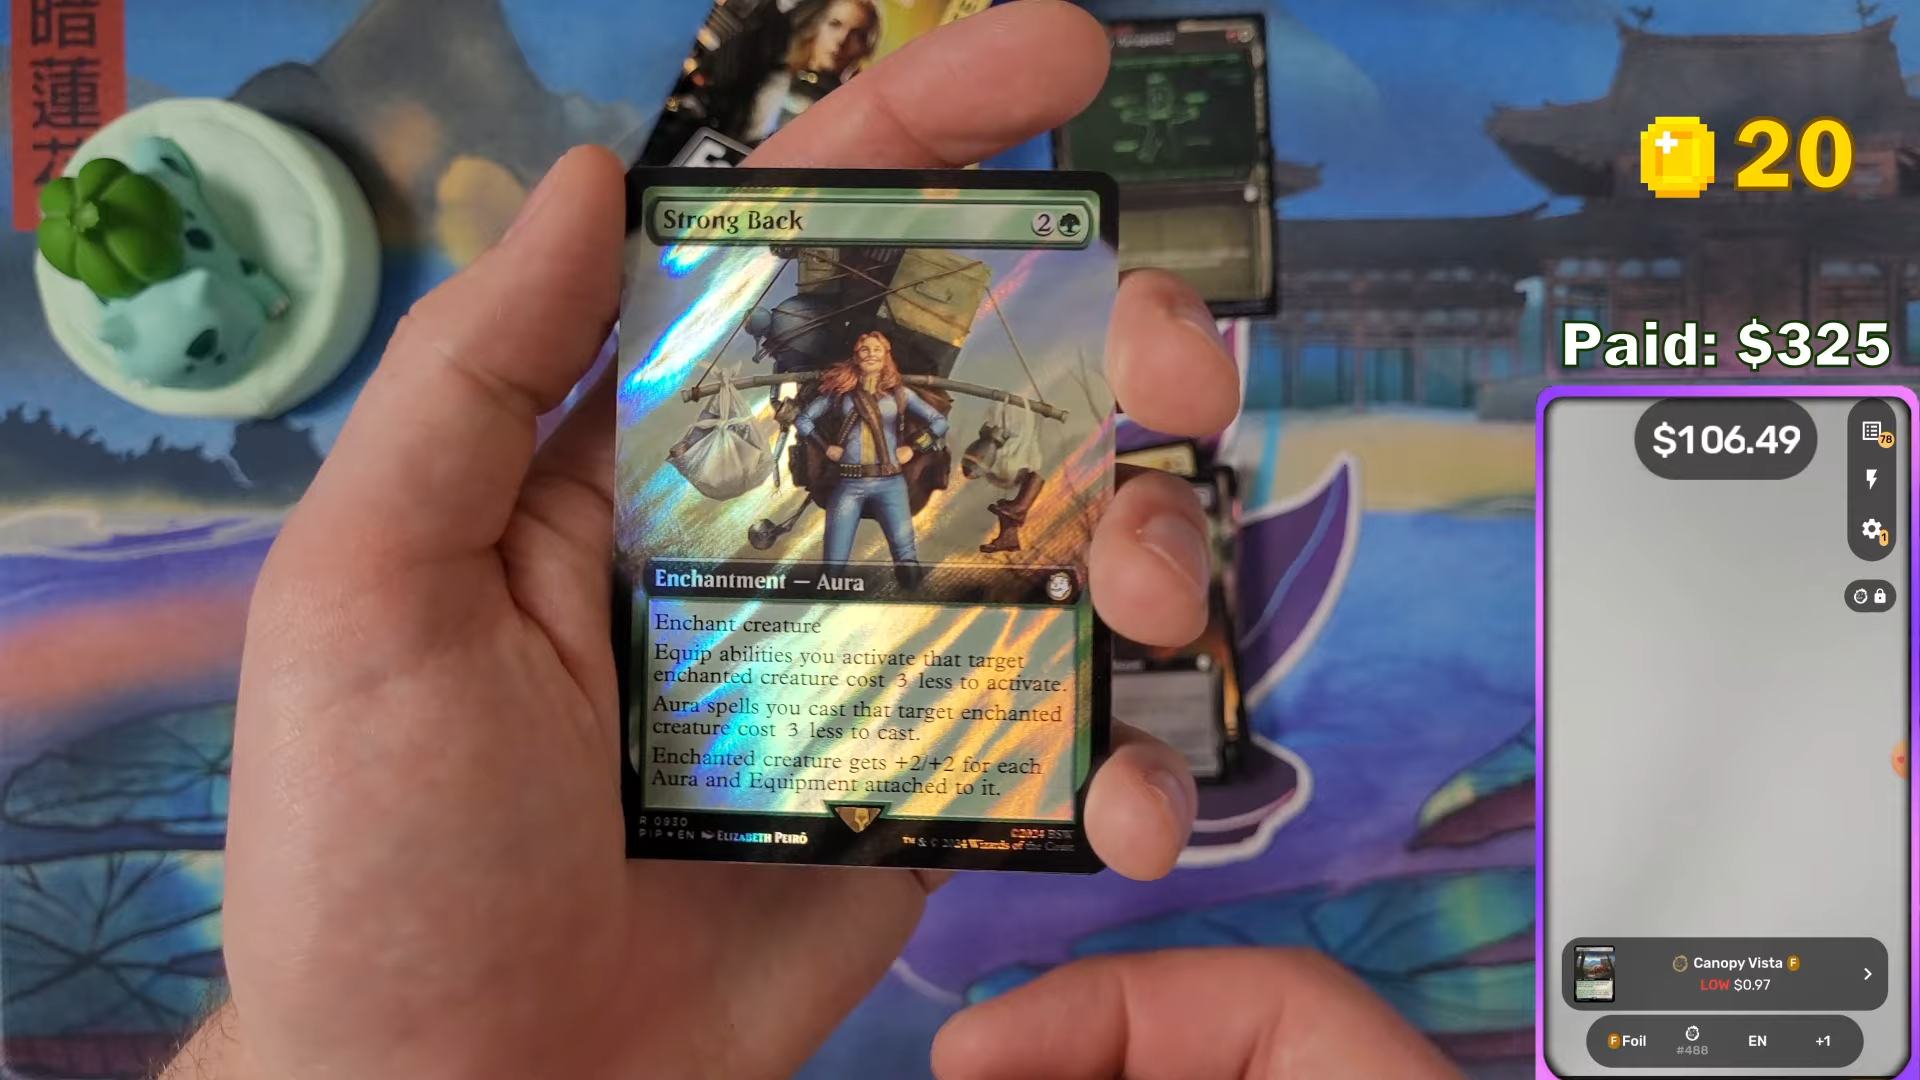 暗
蓮
Strong Back
2
Enchantment — Aura
Enchant creature
Equip abilities you activate that target
enchanted creature cost 3 less to activate.
Aura spells you cast that target enchanted
creature cost 3 less to cast.
Enchanted creature gets +2/+2 for each
Aura and Equipment attached to it.
R 0930
PIP★EN ELIZABETH PEIRÓ
©2024 BSW
™ & © 2024 Wizards of the Coast
20
Paid: $325
$106.49
78
1
Canopy Vista F
LOW $0.97
F Foil
#488
EN
+1